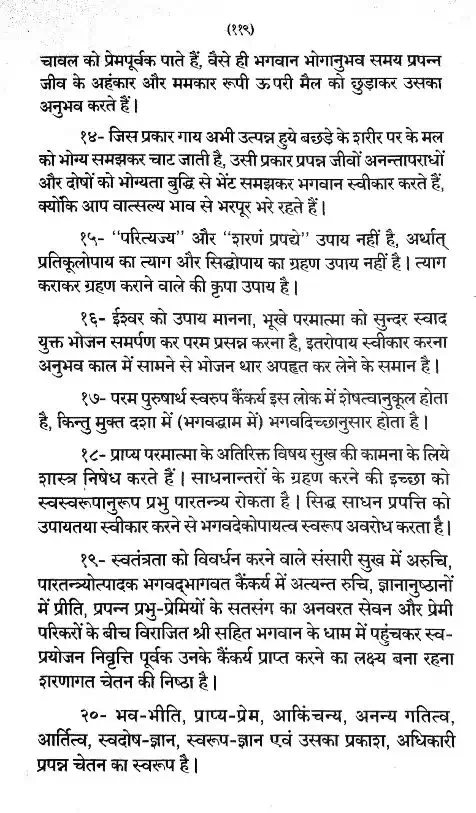 (११९)
चावल को प्रेमपूर्वक पाते हैं, वैसे ही भगवान भोगानुभव समय प्रपन्न
जीव के अहंकार और ममकार रूपी ऊपरी मैल को छुड़ाकर उसका
अनुभव करते हैं।
१४- जिस प्रकार गाय अभी उत्पन्न हुये बछड़े के शरीर पर के मल
को भोग्य समझकर चाट जाती है, उसी प्रकार प्रपन्न जीवों अनन्तापराधों
और दोषों को भोग्यता बुद्धि से भेंट समझकर भगवान स्वीकार करते हैं,
क्योंकि आप वात्सल्य भाव से भरपूर भरे रहते हैं।
१५- "परित्यज्य" और "शरणं प्रपद्ये" उपाय नहीं है, अर्थात्
प्रतिकूलोपाय का त्याग और सिद्धोपाय का ग्रहण उपाय नहीं है। त्याग
कराकर ग्रहण कराने वाले की कृपा उपाय है।
१६- ईश्वर को उपाय मानना, भूखे परमात्मा को सुन्दर स्वाद
युक्त भोजन समर्पण कर परम प्रसन्न करना है, इतरोपाय स्वीकार करना
अनुभव काल में सामने से भोजन थार अपहृत कर लेने के समान है।
१७- परम पुरुषार्थ स्वरुप कैंकर्य इस लोक में शेषत्वानुकूल होता
है, किन्तु मुक्त दशा में (भगवद्धाम में) भगवदिच्छानुसार होता है।
१८- प्राप्य परमात्मा के अतिरिक्त विषय सुख की कामना के लिये
शास्त्र निषेध करते हैं। साधनान्तरों के ग्रहण करने की इच्छा को
स्वस्वरूपानुरूप प्रभु पारतन्त्र्य रोकता है। सिद्ध साधन प्रपत्ति को
उपायतया स्वीकार करने से भगवदेकोपायत्व स्वरूप अवरोध करता है।
१९- स्वतंत्रता को विवर्धन करने वाले संसारी सुख में अरुचि,
पारतन्त्र्योत्पादक भगवद्भागवत कैंकर्य में अत्यन्त रुचि, ज्ञानानुष्ठानों
में प्रीति, प्रपन्न प्रभु-प्रेमियों के सतसंग का अनवरत सेवन और प्रेमी
परिकरों के बीच विराजित श्री सहित भगवान के धाम में पहुंचकर स्व-
प्रयोजन निवृत्ति पूर्वक उनके कैंकर्य प्राप्त करने का लक्ष्य बना रहना
शरणागत चेतन की निष्ठा है।
२०- भव-भीति, प्राप्य-प्रेम, आकिंचन्य, अनन्य गतित्व,
आर्तित्व, स्वदोष-ज्ञान, स्वरूप-ज्ञान एवं उसका प्रकाश, अधिकारी
प्रपन्न चेतन का स्वरूप है।